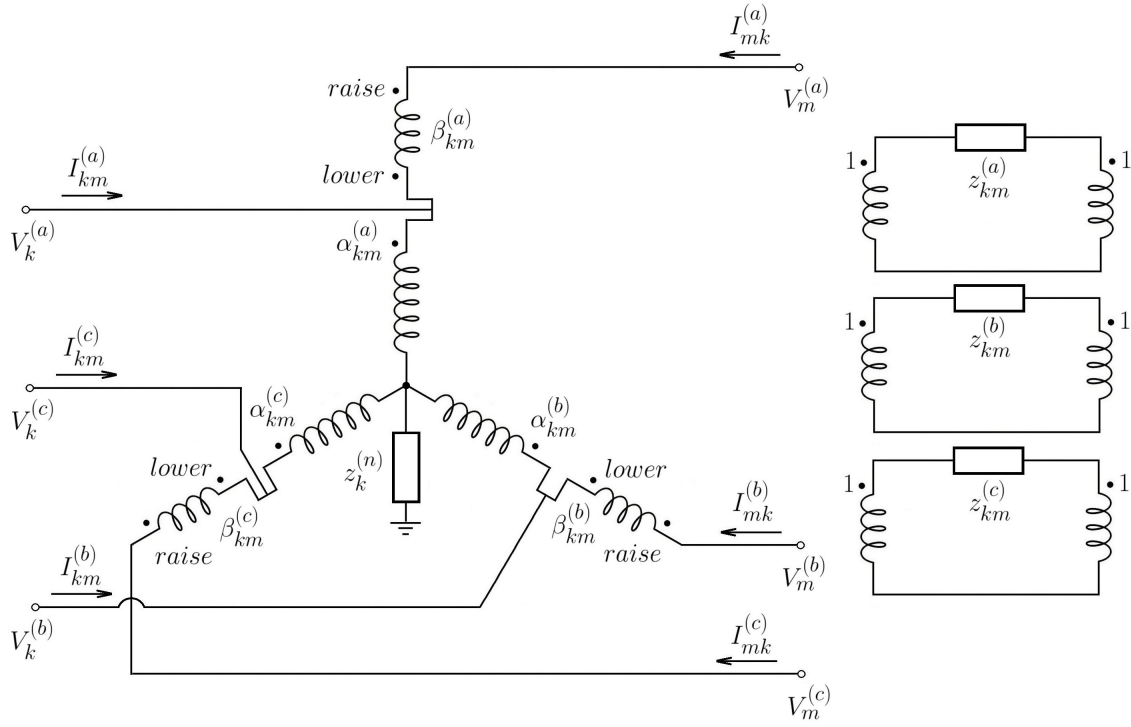 I_{mk}^{(a)}
raise
V_m^{(a)}
β_{km}^{(a)}
I_{km}^{(a)}
lower
V_k^{(a)}
α_{km}^{(a)}
1
z_{km}^{(a)}
1
I_{km}^{(c)}
1
z_{km}^{(b)}
1
V_k^{(c)}
α_{km}^{(c)}
α_{km}^{(b)}
lower
z_k^{(n)}
lower
β_{km}^{(c)}
β_{km}^{(b)}
I_{mk}^{(b)}
1
z_{km}^{(c)}
1
raise
raise
V_m^{(b)}
I_{km}^{(b)}
V_k^{(b)}
I_{mk}^{(c)}
V_m^{(c)}